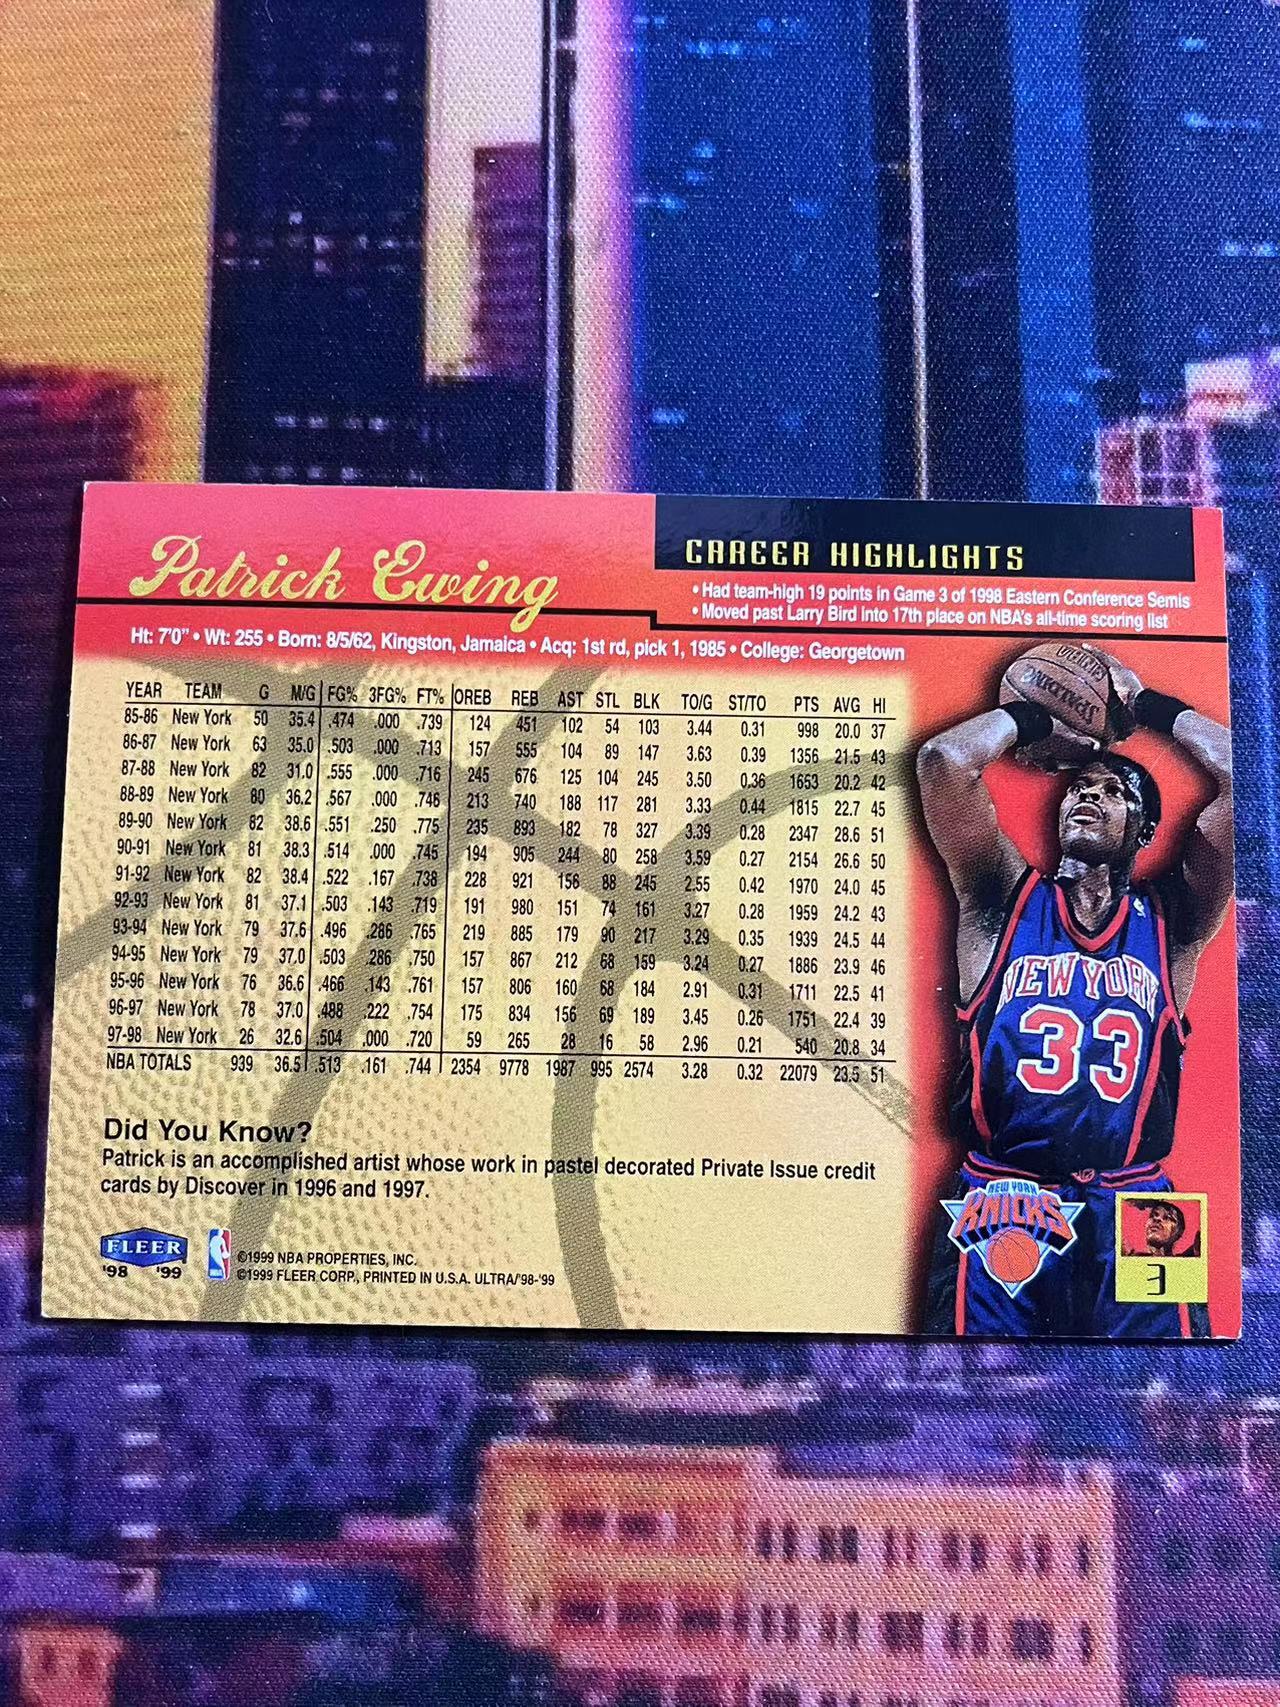 Patrick Ewing
CAREER HIGHLIGHTS
• Had team-high 19 points in Game 3 of 1998 Eastern Conference Semis
• Moved past Larry Bird into 17th place on NBA's all-time scoring list
Ht: 7'0" • Wt: 255 • Born: 8/5/62, Kingston, Jamaica • Acq: 1st rd, pick 1, 1985 • College: Georgetown
YEAR TEAM G M/G FG% 3FG% FT% OREB REB AST STL BLK TO/G ST/TO PTS AVG HI
85-86 New York 50 35.4 .474 .000 .739 124 451 102 54 103 3.44 0.31 998 20.0 37
86-87 New York 63 35.0 .503 .000 .713 157 555 104 89 147 3.63 0.39 1356 21.5 43
87-88 New York 82 31.0 .555 .000 .716 245 676 125 104 245 3.50 0.36 1653 20.2 42
88-89 New York 80 36.2 .567 .000 .746 213 740 188 117 281 3.33 0.44 1815 22.7 45
89-90 New York 82 38.6 .551 .250 .775 235 893 182 78 327 3.39 0.28 2347 28.6 51
90-91 New York 81 38.3 .514 .000 .745 194 905 244 80 258 3.59 0.27 2154 26.6 50
91-92 New York 82 38.4 .522 .167 .738 228 921 156 88 245 2.55 0.42 1970 24.0 45
92-93 New York 81 37.1 .503 .143 .719 191 980 151 74 161 3.27 0.28 1959 24.2 43
93-94 New York 79 37.6 .496 .286 .765 219 885 179 90 217 3.29 0.35 1939 24.5 44
94-95 New York 79 37.0 .503 .286 .750 157 867 212 68 159 3.24 0.27 1886 23.9 46
95-96 New York 76 36.6 .466 .143 .761 157 806 160 68 184 2.91 0.31 1711 22.5 41
96-97 New York 78 37.0 .488 .222 .754 175 834 156 69 189 3.45 0.26 1751 22.4 39
97-98 New York 26 32.6 .504 .000 .720 59 265 28 16 58 2.96 0.21 540 20.8 34
NBA TOTALS 939 36.5 .513 .161 .744 2354 9778 1987 995 2574 3.28 0.32 22079 23.5 51
Did You Know?
Patrick is an accomplished artist whose work in pastel decorated Private Issue credit
cards by Discover in 1996 and 1997.
FLEER
'98 '99
©1999 NBA PROPERTIES, INC.
©1999 FLEER CORP., PRINTED IN U.S.A. ULTRA/'98-'99
SPALDING
NEW YORK
33
NEW YORK
KNICKS
3